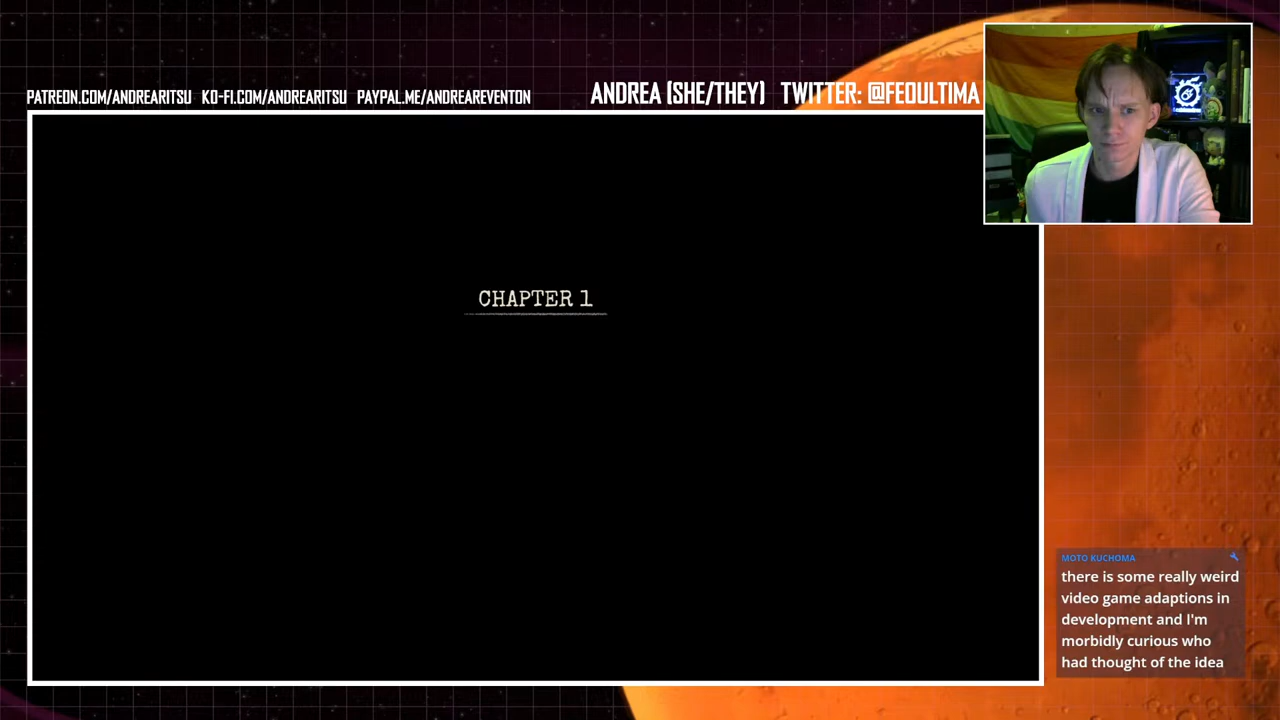 PATREON.COM/ANDREARITSU KO-FI.COM/ANDREARITSU PAYPAL.ME/ANDREAREVENTON
ANDREA (SHE/THEY) TWITTER: @FEOULTIMA
CHAPTER 1
MOTO KUCHOMA
there is some really weird
video game adaptions in
development and I'm
morbidly curious who
had thought of the idea